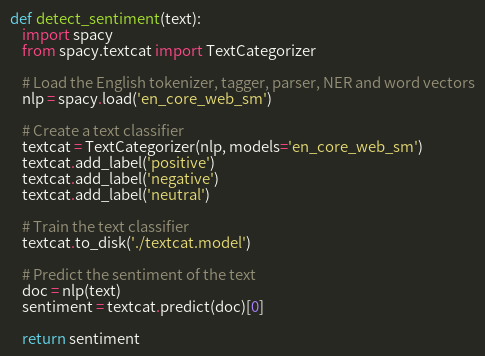 def detect_sentiment(text):
    import spacy
    from spacy.textcat import TextCategorizer

    # Load the English tokenizer, tagger, parser, NER and word vectors
    nlp = spacy.load('en_core_web_sm')

    # Create a text classifier
    textcat = TextCategorizer(nlp, models='en_core_web_sm')
    textcat.add_label('positive')
    textcat.add_label('negative')
    textcat.add_label('neutral')

    # Train the text classifier
    textcat.to_disk('./textcat.model')

    # Predict the sentiment of the text
    doc = nlp(text)
    sentiment = textcat.predict(doc)[0]

    return sentiment